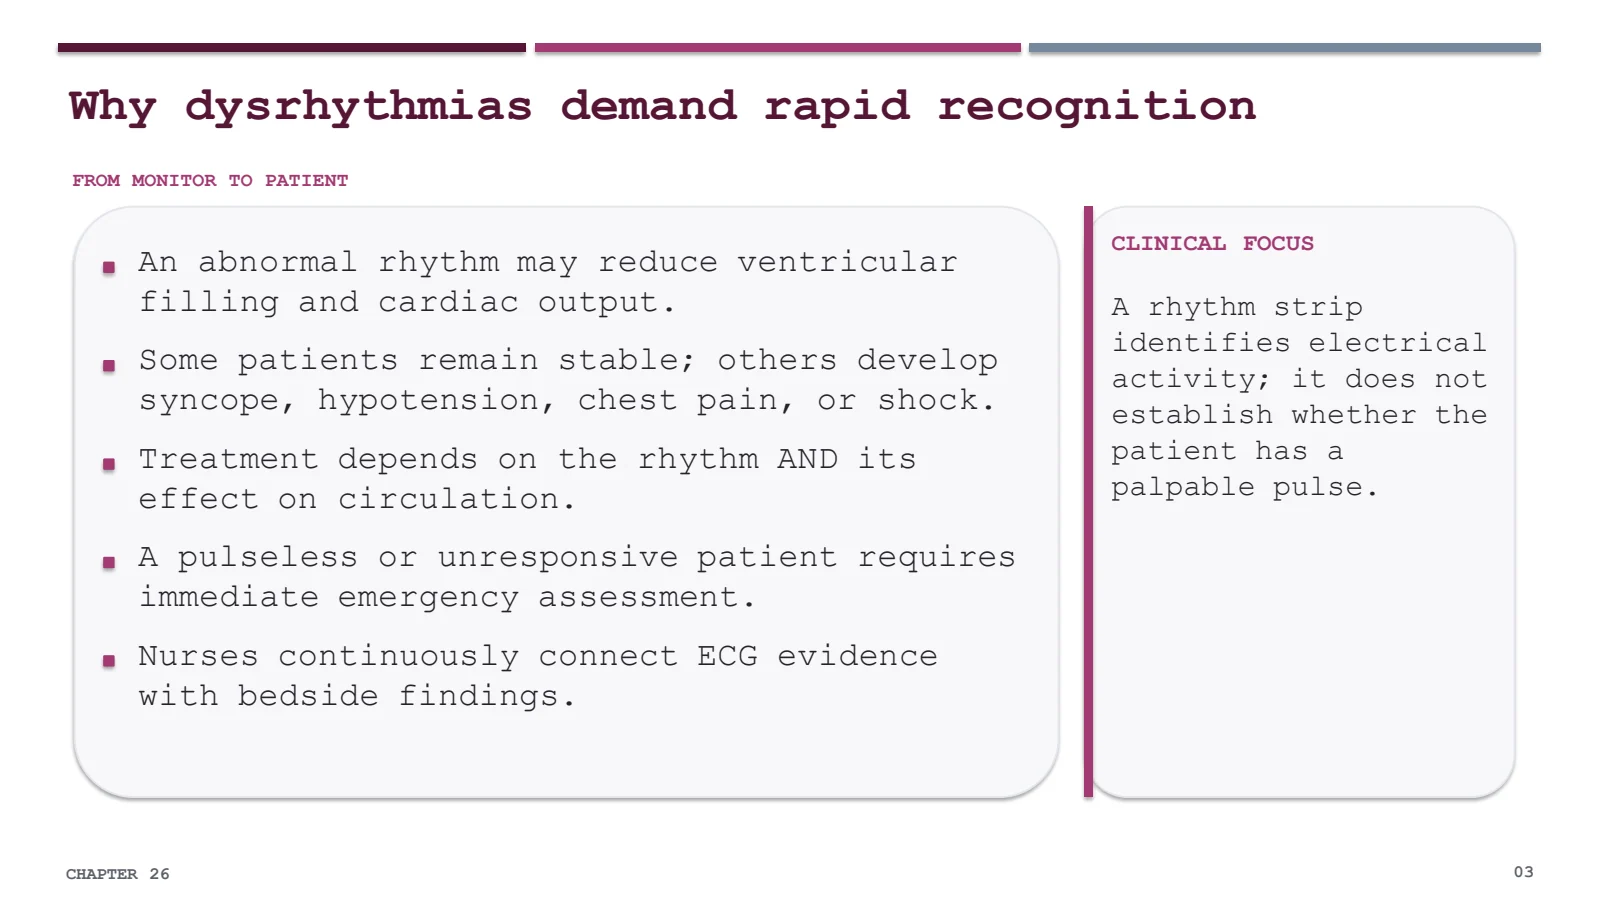 Why dysrhythmias demand rapid recognition
FROM MONITOR TO PATIENT
An abnormal rhythm may reduce ventricular
filling and cardiac output.
Some patients remain stable; others develop
syncope, hypotension, chest pain, or shock.
Treatment depends on the rhythm AND its
effect on circulation.
A pulseless or unresponsive patient requires
immediate emergency assessment.
Nurses continuously connect ECG evidence
with bedside findings.
CLINICAL FOCUS
A rhythm strip
identifies electrical
activity; it does not
establish whether the
patient has a
palpable pulse.
CHAPTER 26
03